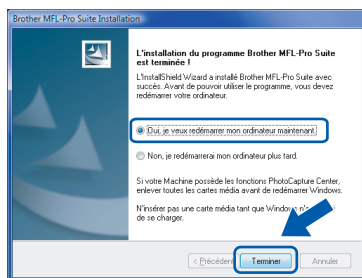 Brother MFL-Pro Suite Installation
L'installation du programme Brother MFL-Pro Suite
est terminée !
L'InstallShield Wizard a installé Brother MFL-Pro Suite avec
succès. Avant de pouvoir utiliser le programme, vous devez
redémarrer votre ordinateur.
Oui, je veux redémarrer mon ordinateur maintenant.
Non, je redémarrerai mon ordinateur plus tard.
Si votre Machine possède les fonctions PhotoCapture Center,
enlever toutes les cartes média avant de redémarrer Windows.
N'insérer pas une carte média tant que Windows
de se charger.
< Précédent Terminer Annuler